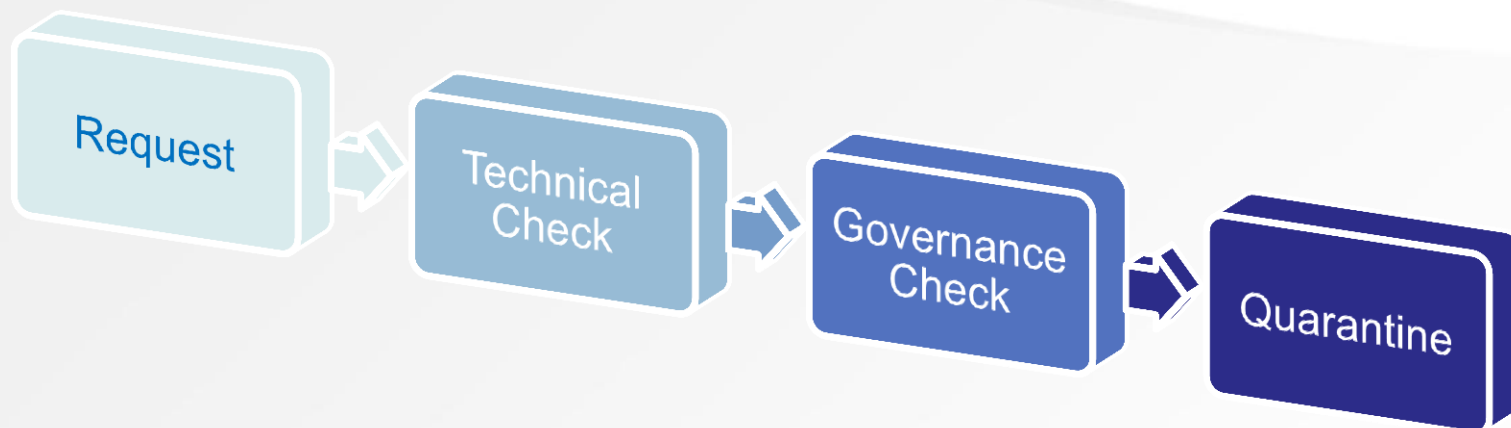 Request
Technical
Check
Governance
Check
Quarantine